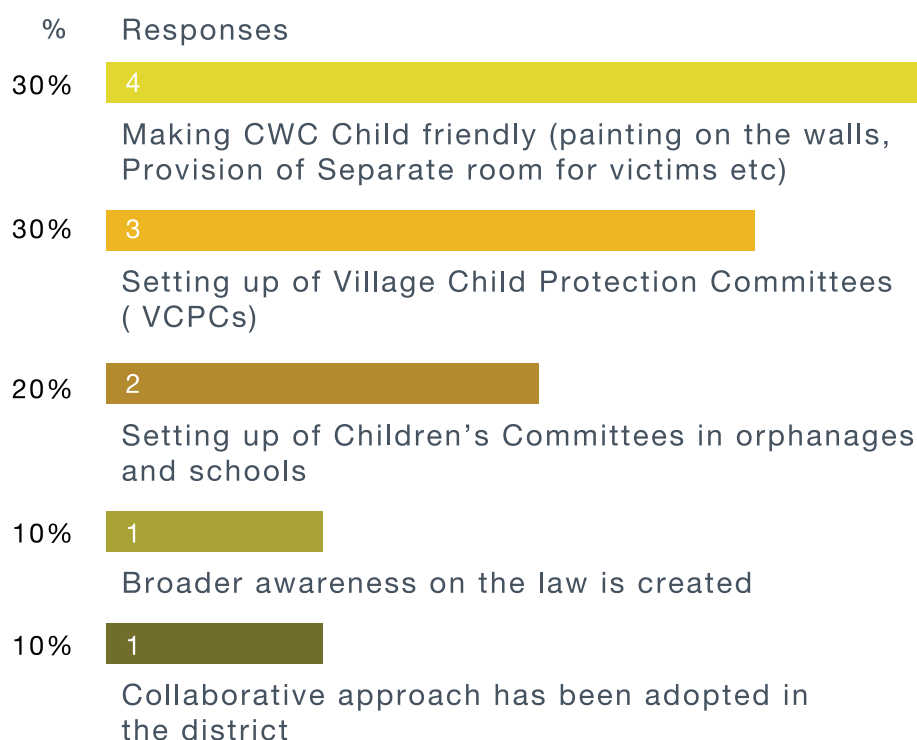 % Responses
30% 4
Making CWC Child friendly (painting on the walls,
Provision of Separate room for victims etc)
30% 3
Setting up of Village Child Protection Committees
( VCPCs)
20% 2
Setting up of Children’s Committees in orphanages
and schools
10% 1
Broader awareness on the law is created
10% 1
Collaborative approach has been adopted in
the district